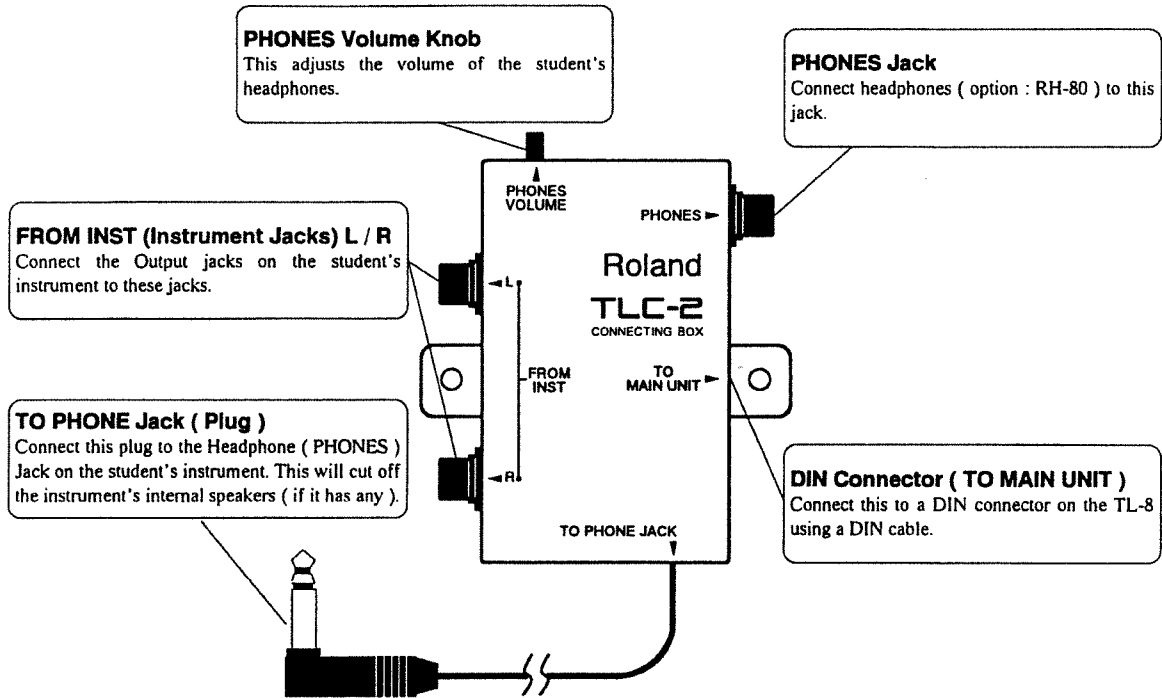 PHONES Volume Knob
This adjusts the volume of the student's
headphones.
PHONES Jack
Connect headphones ( option : RH-80 ) to this
jack.
FROM INST (Instrument Jacks) L / R
Connect the Output jacks on the student's
instrument to these jacks.
TO PHONE Jack ( Plug )
Connect this plug to the Headphone ( PHONES )
Jack on the student's instrument. This will cut off
the instrument's internal speakers ( if it has any ).
DIN Connector ( TO MAIN UNIT )
Connect this to a DIN connector on the TL-8
using a DIN cable.
PHONES
VOLUME
PHONES
Roland
TLC-2
CONNECTING BOX
L
FROM
INST
R
TO
MAIN UNIT
TO PHONE JACK